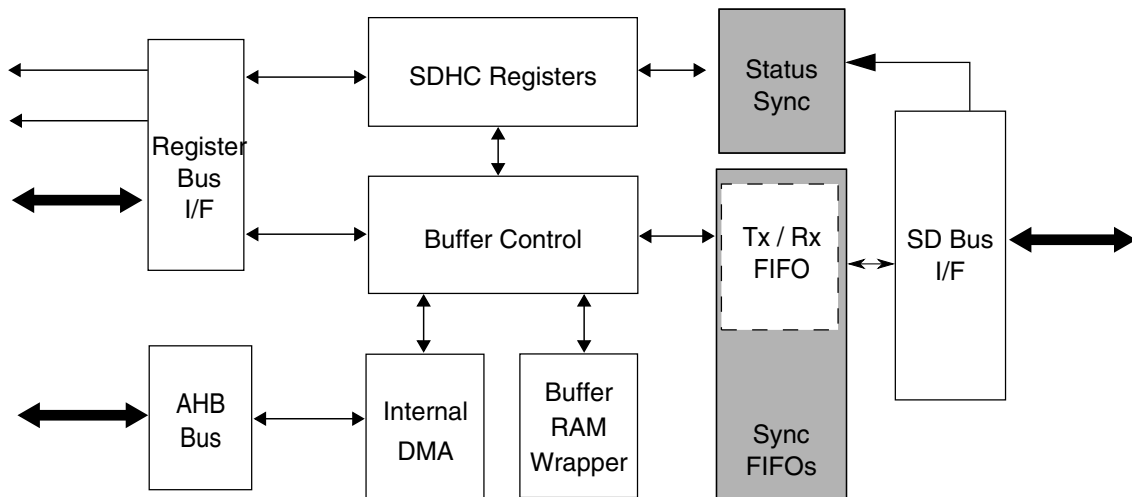 SDHC Registers
Status
Sync
Register
Bus
I/F
Buffer Control
Tx / Rx
FIFO
SD Bus
I/F
AHB
Bus
Internal
DMA
Buffer
RAM
Wrapper
Sync
FIFOs